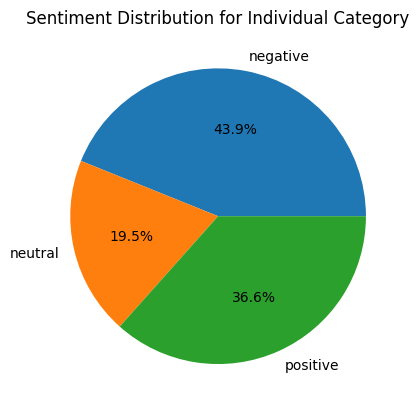 Sentiment Distribution for Individual Category
negative
43.9%
19.5%
neutral
36.6%
positive